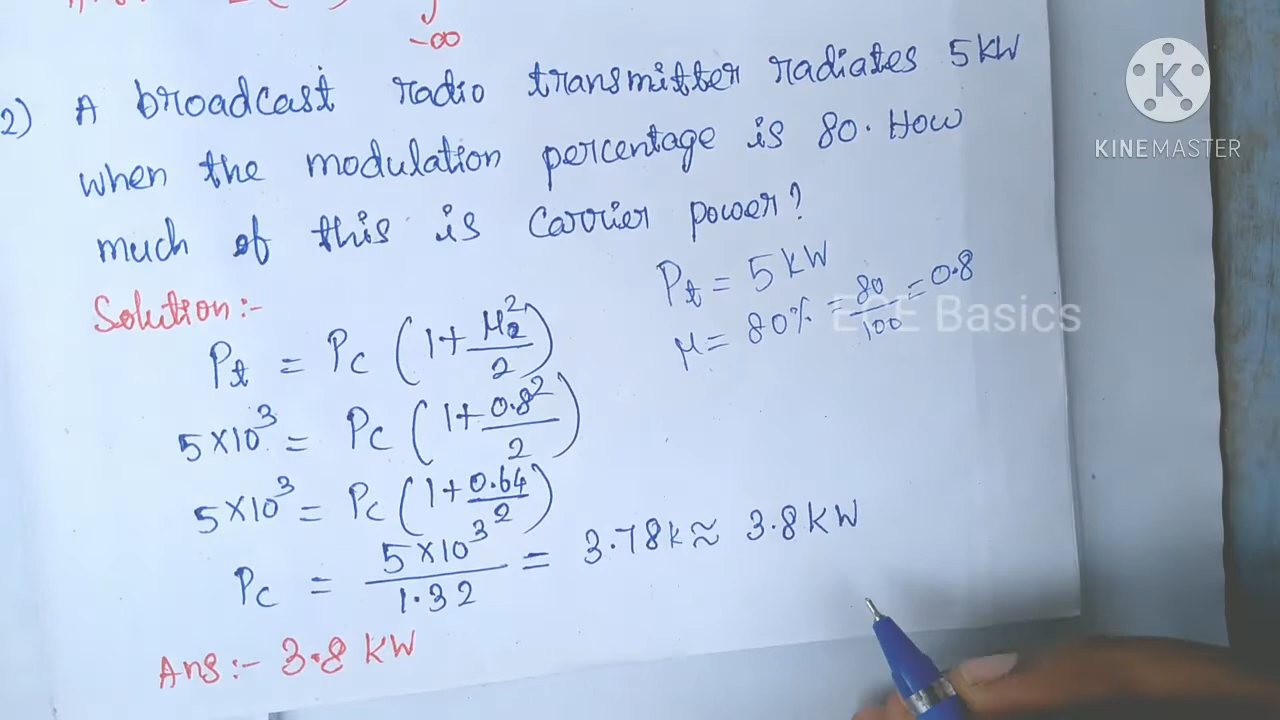 -∞
2) A broadcast radio transmitter radiates 5 kW
when the modulation percentage is 80. How
much of this is carrier power?
Solution:-
Pt = 5 kW
μ = 80% = 80/100 = 0.8
Pt = Pc (1 + μ²/2)
5×10³ = Pc (1 + 0.8²/2)
5×10³ = Pc (1 + 0.64/2)
Pc = 5×10³/1.32 = 3.78k ≈ 3.8 KW
Ans:- 3.8 KW
K
KINEMASTER
ECE Basics